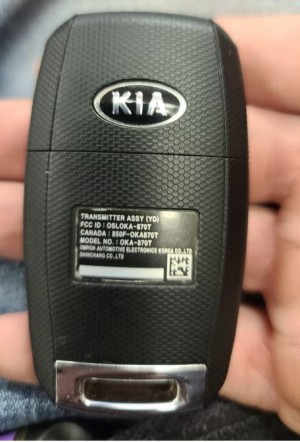 KIA
TRANSMITTER ASSY (YD)
FCC ID : OSLOKA-870T
CANADA : 850F-OKA870T
MODEL NO. : OKA-870T
OMRON AUTOMOTIVE ELECTRONICS KOREA CO.,LTD
SHINCHANG CO.,LTD